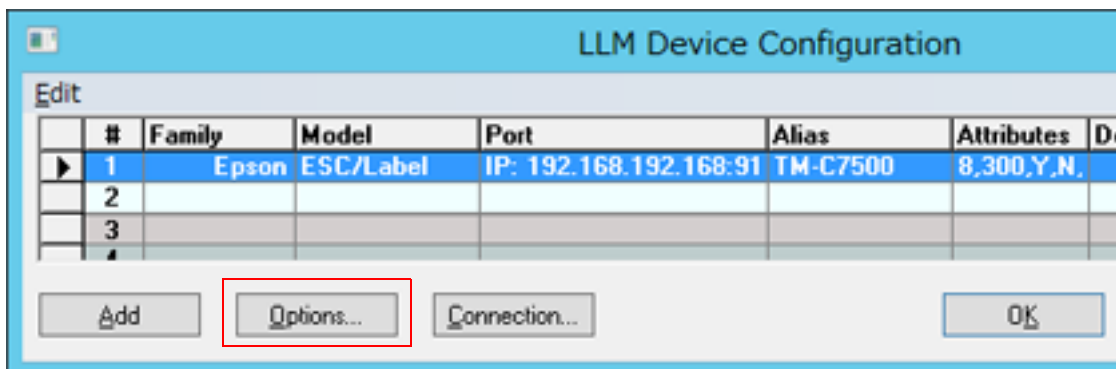 LLM Device Configuration
Edit
# Family Model Port Alias Attributes
1 Epson ESC/Label IP: 192.168.192.168:91 TM-C7500 8,300,Y,N,
2
3
Add Options... Connection... OK